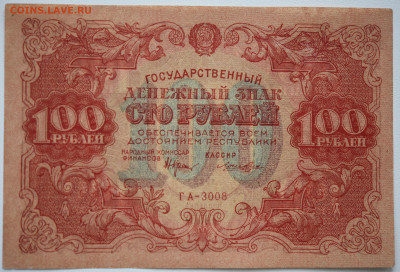 COINS.LAVE.RU
ГОСУДАРСТВЕННЫЙ
ДЕНЕЖНЫЙ ЗНАК
СТО РУБЛЕЙ
100
100 РУБЛЕЙ
100 РУБЛЕЙ
ОБЕСПЕЧИВАЕТСЯ ВСЕМ
ДОСТОЯНИЕМ РЕСПУБЛИКИ
НАРОДНЫЙ КОМИССАР
ФИНАНСОВ
КАССИР
ГА-3008